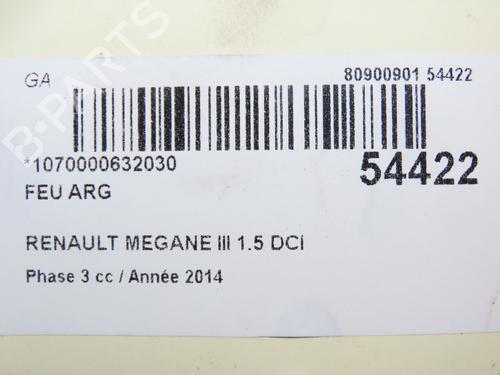 GA
80900901 54422
*1070000632030
54422
FEU ARG
RENAULT MEGANE III 1.5 DCI
Phase 3 cc / Année 2014
B-PARTS